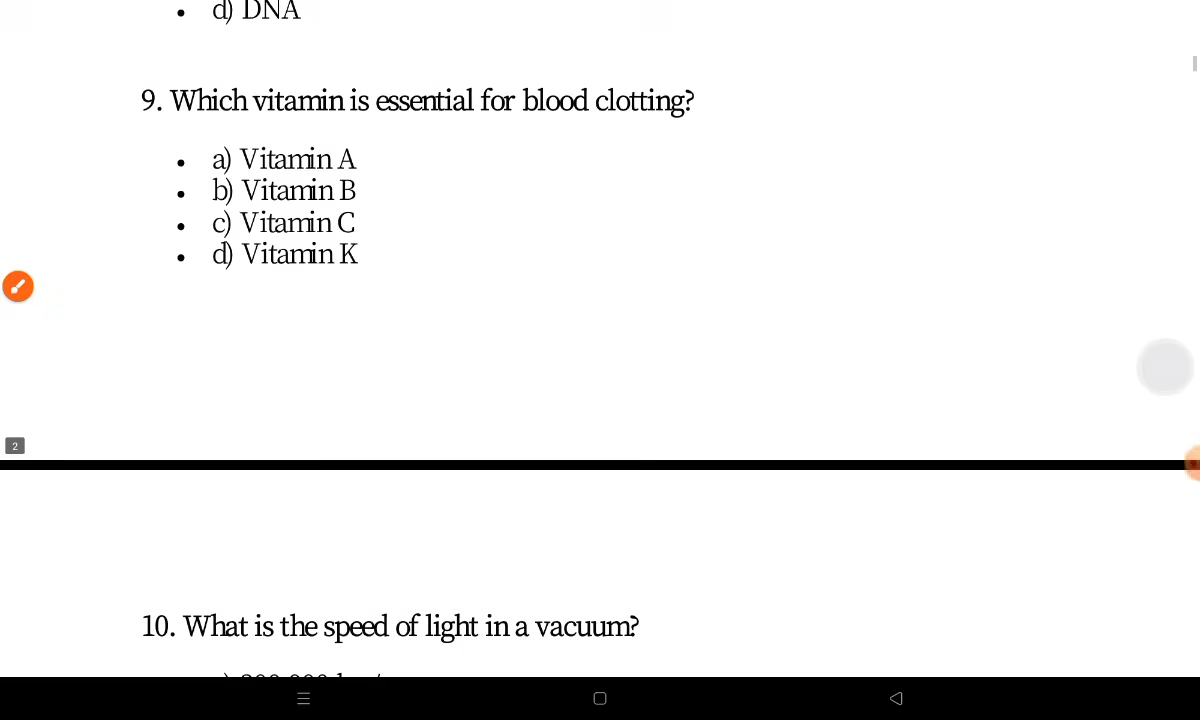 d) DNA
9. Which vitamin is essential for blood clotting?
a) Vitamin A
b) Vitamin B
c) Vitamin C
d) Vitamin K
2
10. What is the speed of light in a vacuum?